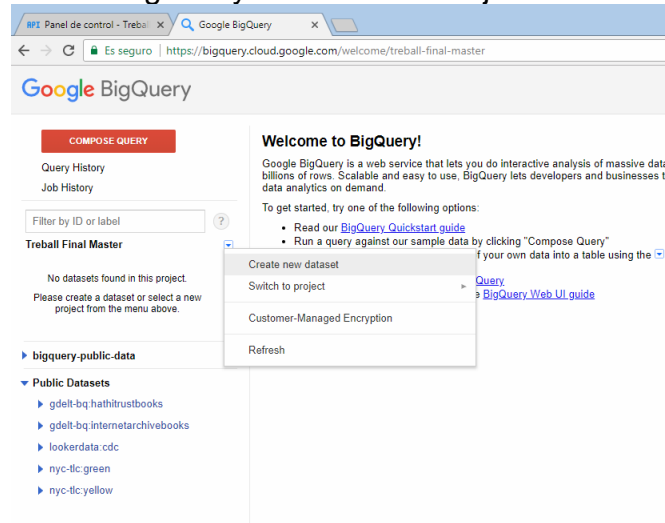 API Panel de control - Trebal
Google BigQuery
Es seguro
https://bigquery.cloud.google.com/welcome/treball-final-master
Google BigQuery
COMPOSE QUERY
Query History
Job History
Filter by ID or label
?
Treball Final Master
No datasets found in this project.
Please create a dataset or select a new
project from the menu above.
bigquery-public-data
Public Datasets
gdelt-bq:hathitrustbooks
gdelt-bq:internetarchivebooks
lookerdata:cdc
nyc-tlc:green
nyc-tlc:yellow
Create new dataset
Switch to project
Customer-Managed Encryption
Refresh
Welcome to BigQuery!
Google BigQuery is a web service that lets you do interactive analysis of massive data
billions of rows. Scalable and easy to use, BigQuery lets developers and businesses t
data analytics on demand.
To get started, try one of the following options:
Read our BigQuery Quickstart guide
Run a query against our sample data by clicking "Compose Query"
f your own data into a table using the
Query
BigQuery Web UI guide